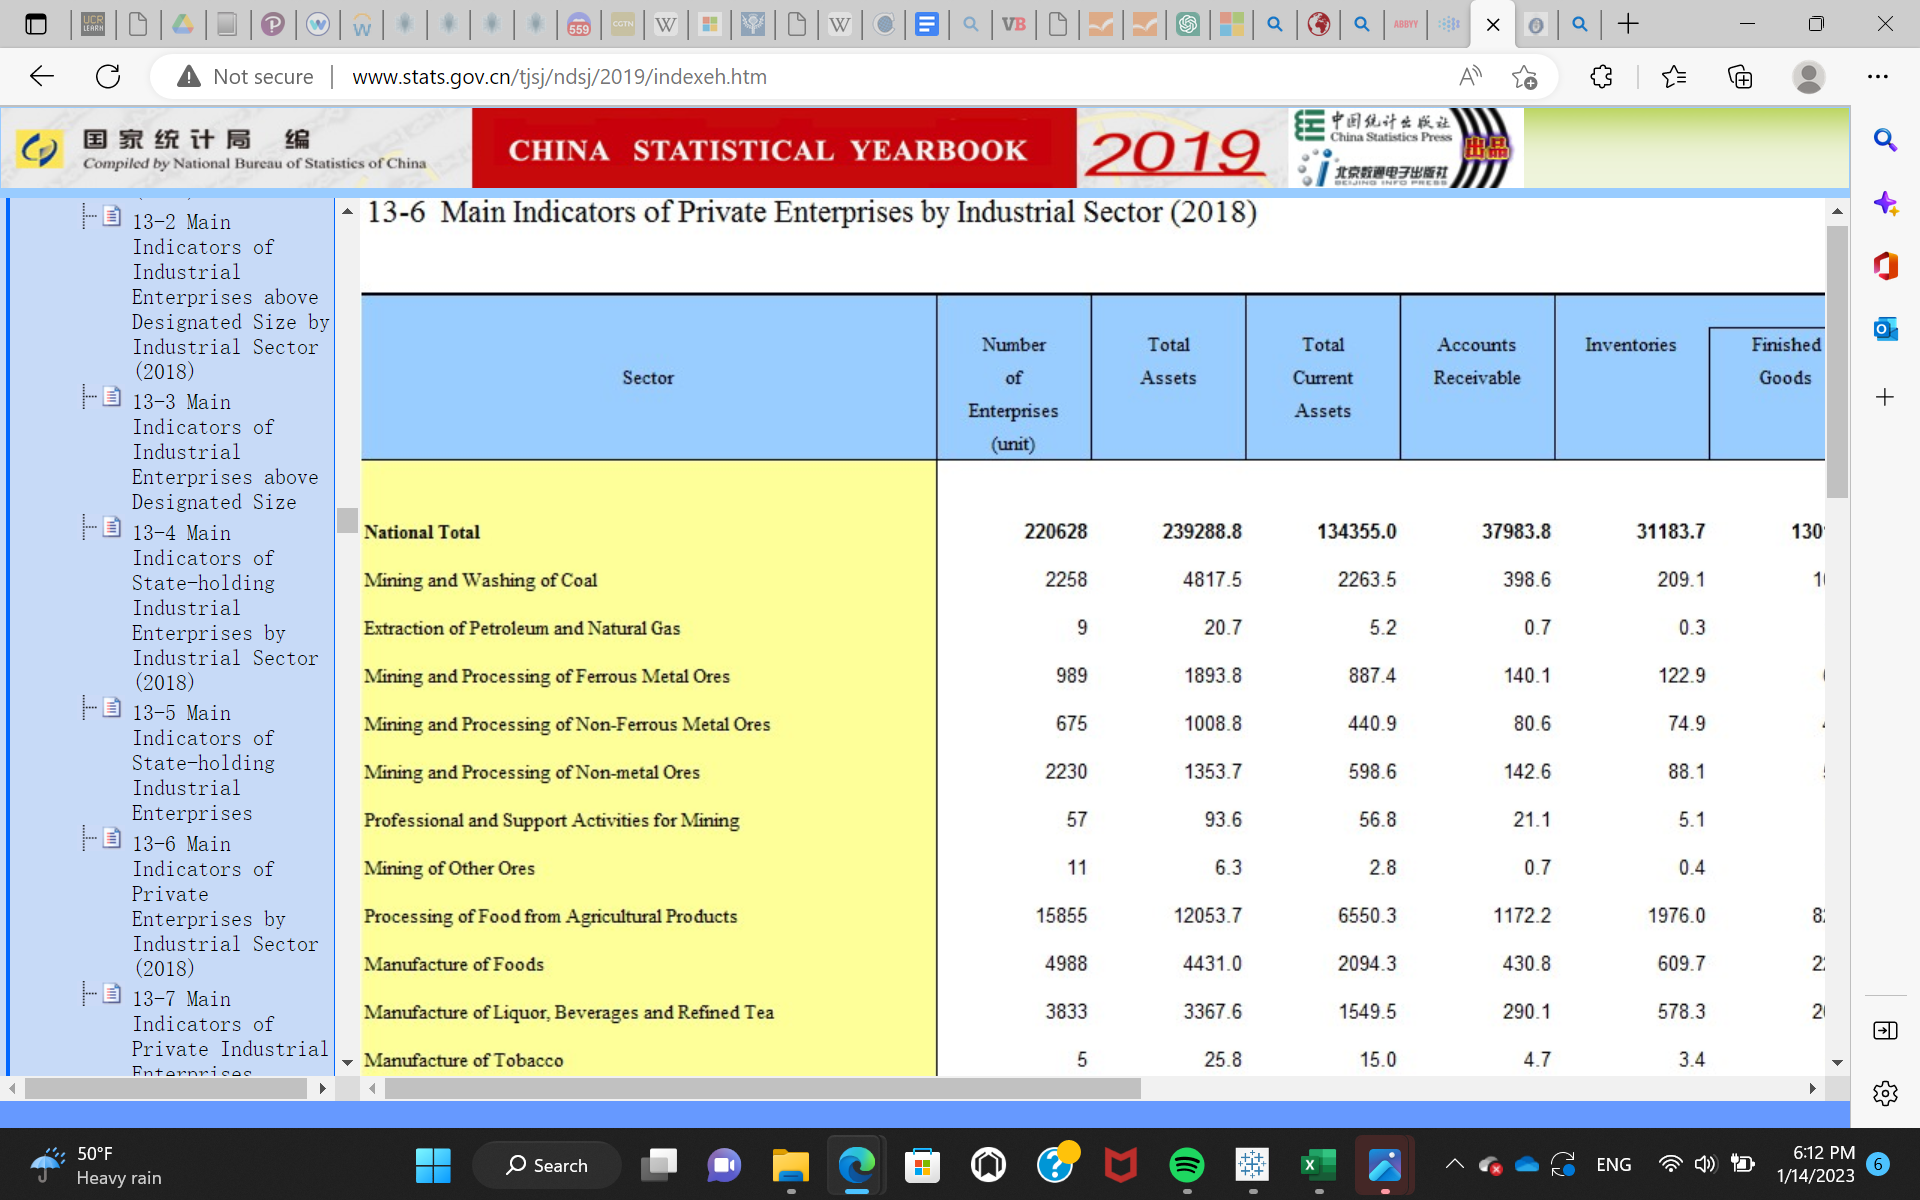 559
CGTN
UCR
LEARN
VB
ABBYY
Not secure
www.stats.gov.cn/tjsj/ndsj/2019/indexeh.htm
国家统计局 编
Compiled by National Bureau of Statistics of China
CHINA STATISTICAL YEARBOOK
2019
中国统计出版社
China Statistics Press
北京数通电子出版社
BEIJING INFO PRESS
出品
13-2 Main
Indicators of
Industrial
Enterprises above
Designated Size by
Industrial Sector
(2018)
13-3 Main
Indicators of
Industrial
Enterprises above
Designated Size
13-4 Main
Indicators of
State-holding
Industrial
Enterprises by
Industrial Sector
(2018)
13-5 Main
Indicators of
State-holding
Industrial
Enterprises
13-6 Main
Indicators of
Private
Enterprises by
Industrial Sector
(2018)
13-7 Main
Indicators of
Private Industrial
Enterprises
13-6 Main Indicators of Private Enterprises by Industrial Sector (2018)
Sector
Number
of
Enterprises
(unit)
Total
Assets
Total
Current
Assets
Accounts
Receivable
Inventories
Finished
Goods
National Total 220628 239288.8 134355.0 37983.8 31183.7
Mining and Washing of Coal 2258 4817.5 2263.5 398.6 209.1
Extraction of Petroleum and Natural Gas 9 20.7 5.2 0.7 0.3
Mining and Processing of Ferrous Metal Ores 989 1893.8 887.4 140.1 122.9
Mining and Processing of Non-Ferrous Metal Ores 675 1008.8 440.9 80.6 74.9
Mining and Processing of Non-metal Ores 2230 1353.7 598.6 142.6 88.1
Professional and Support Activities for Mining 57 93.6 56.8 21.1 5.1
Mining of Other Ores 11 6.3 2.8 0.7 0.4
Processing of Food from Agricultural Products 15855 12053.7 6550.3 1172.2 1976.0
Manufacture of Foods 4988 4431.0 2094.3 430.8 609.7
Manufacture of Liquor, Beverages and Refined Tea 3833 3367.6 1549.5 290.1 578.3
Manufacture of Tobacco 5 25.8 15.0 4.7 3.4
50°F
Heavy rain
Search
ENG
6:12 PM
1/14/2023
6